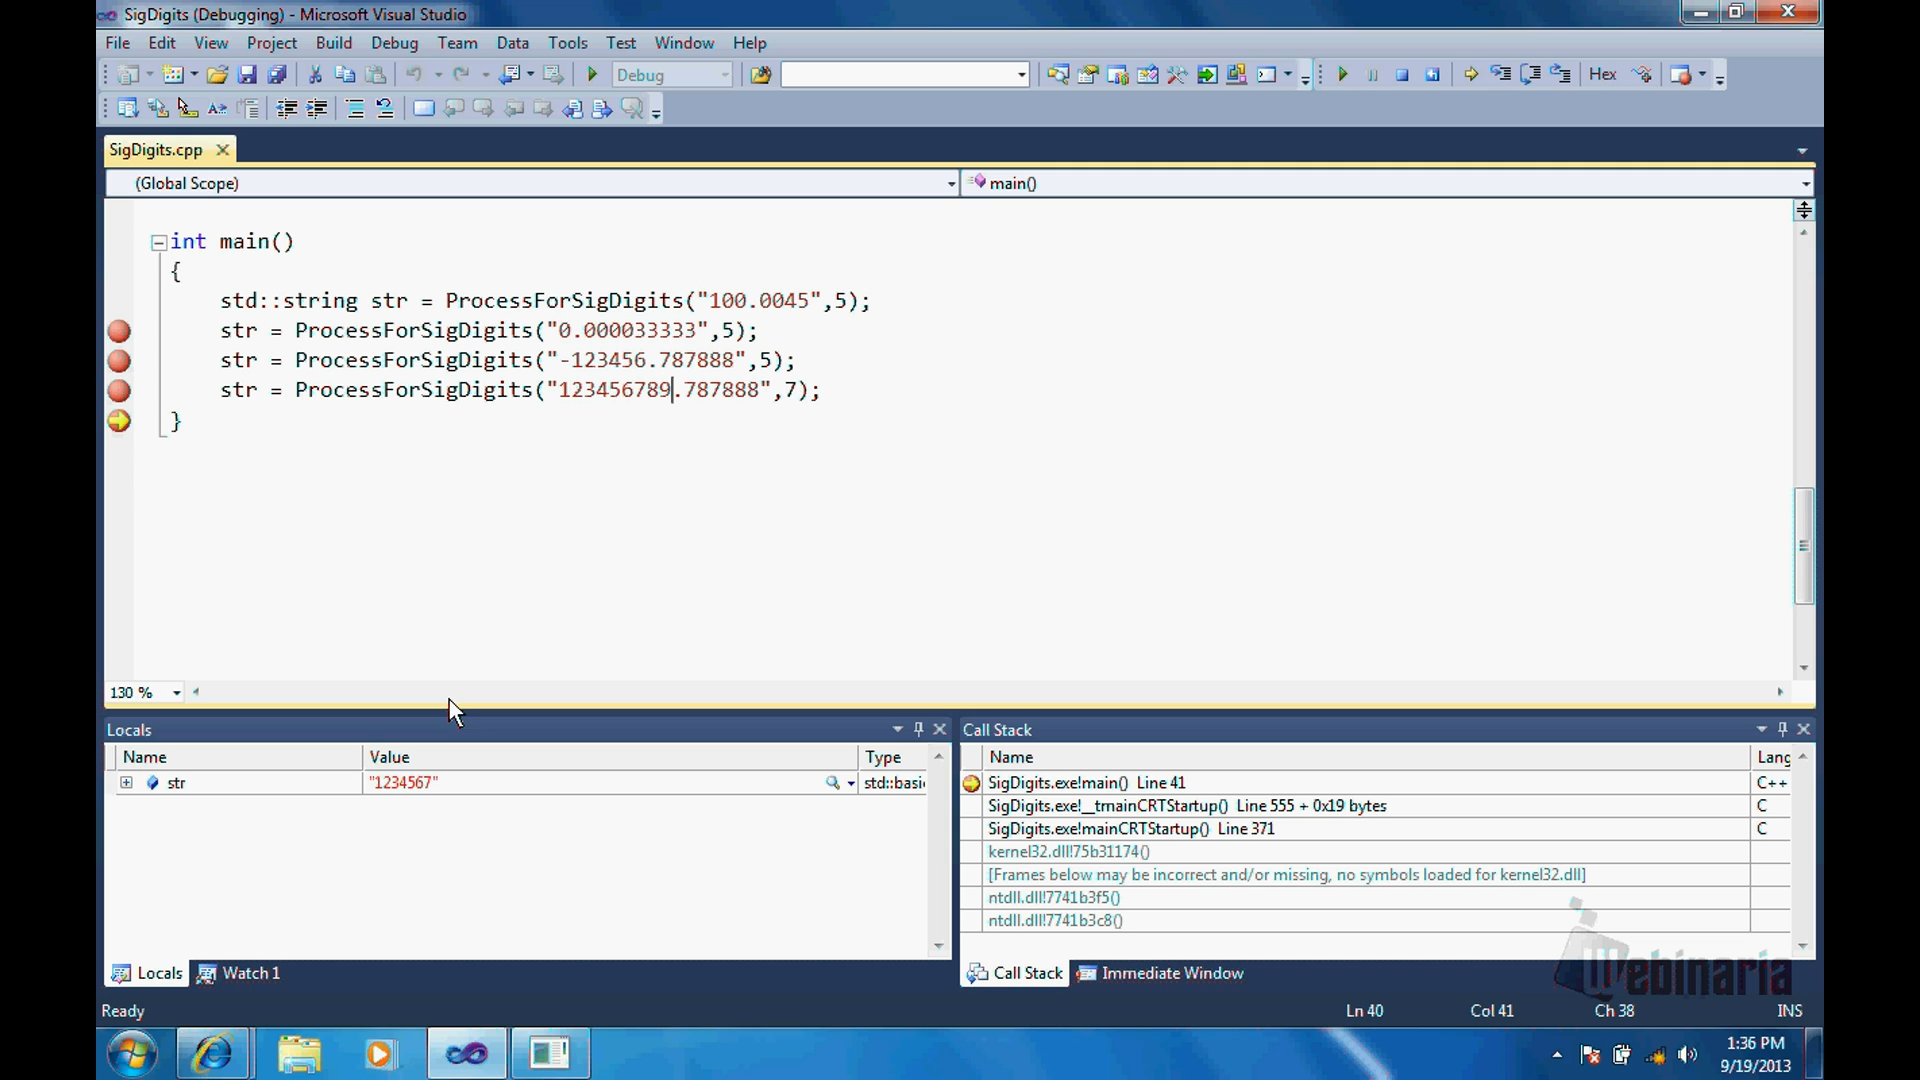 SigDigits (Debugging) - Microsoft Visual Studio
File Edit View Project Build Debug Team Data Tools Test Window Help
Debug
Hex
SigDigits.cpp
(Global Scope)
main()
int main()
{
std::string str = ProcessForSigDigits("100.0045",5);
str = ProcessForSigDigits("0.000033333",5);
str = ProcessForSigDigits("-123456.787888",5);
str = ProcessForSigDigits("123456789.787888",7);
}
130 %
Locals
Name Value Type
str "1234567" std::basi
Locals Watch 1
Call Stack
Name Lang
SigDigits.exe!main() Line 41 C++
SigDigits.exe!__tmainCRTStartup() Line 555 + 0x19 bytes C
SigDigits.exe!mainCRTStartup() Line 371 C
kernel32.dll!75b31174()
[Frames below may be incorrect and/or missing, no symbols loaded for kernel32.dll]
ntdll.dll!7741b3f5()
ntdll.dll!7741b3c8()
Call Stack Immediate Window
Webinaria
Ready Ln 40 Col 41 Ch 38 INS
1:36 PM
9/19/2013